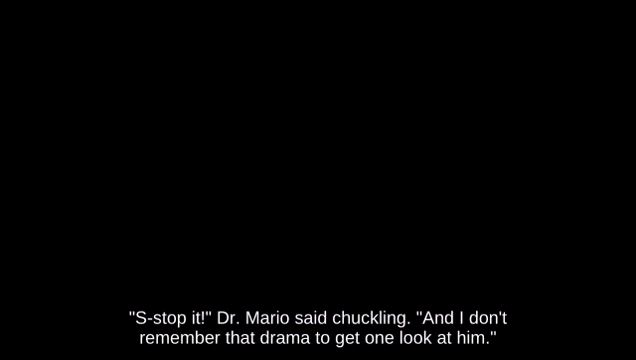 "S-stop it!" Dr. Mario said chuckling. "And I don't
remember that drama to get one look at him."